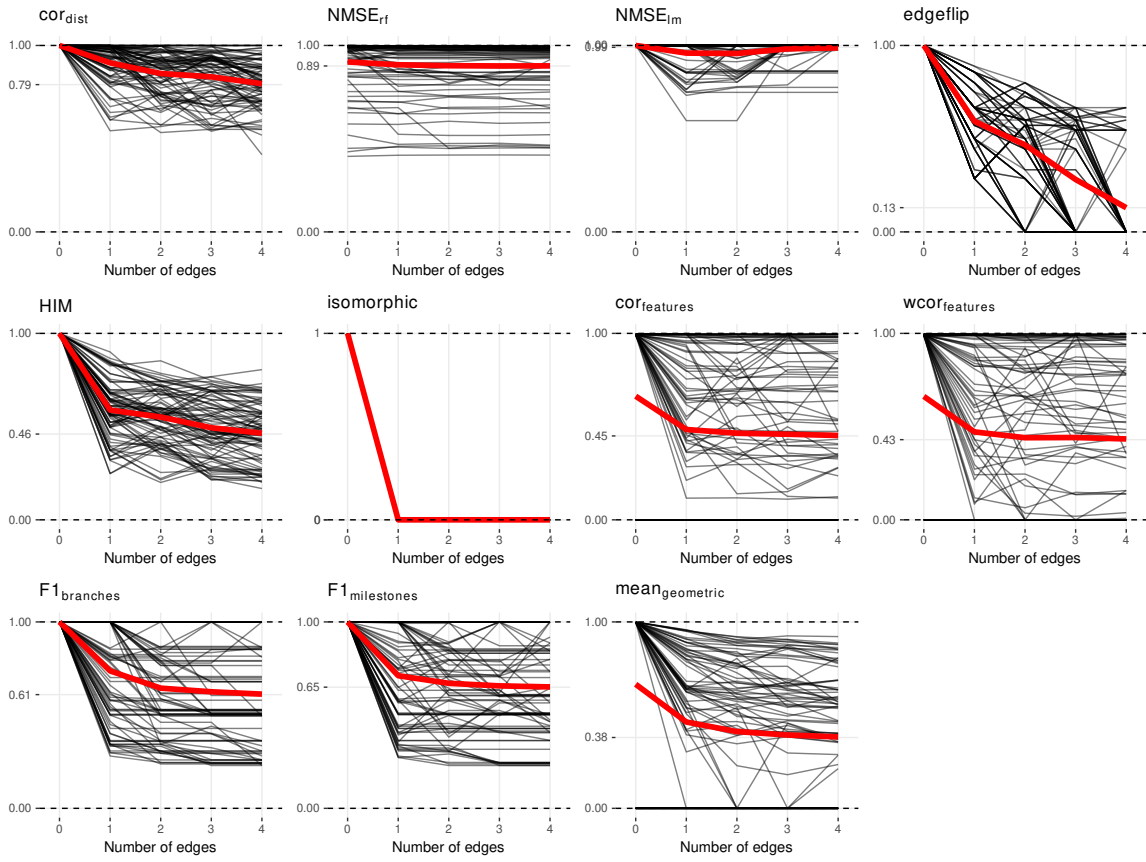 cor_dist
NMSE_rf
NMSE_lm
edgeflip
1.00
0.79
0.00
0 1 2 3 4
Number of edges
1.00
0.89
0.00
0 1 2 3 4
Number of edges
1.00
0.99
0.00
0 1 2 3 4
Number of edges
1.00
0.13
0.00
0 1 2 3 4
Number of edges
HIM
isomorphic
cor_features
wcor_features
1.00
0.46
0.00
0 1 2 3 4
Number of edges
1
0
0 1 2 3 4
Number of edges
1.00
0.45
0.00
0 1 2 3 4
Number of edges
1.00
0.43
0.00
0 1 2 3 4
Number of edges
F1_branches
F1_milestones
mean_geometric
1.00
0.61
0.00
0 1 2 3 4
Number of edges
1.00
0.65
0.00
0 1 2 3 4
Number of edges
1.00
0.38
0.00
0 1 2 3 4
Number of edges